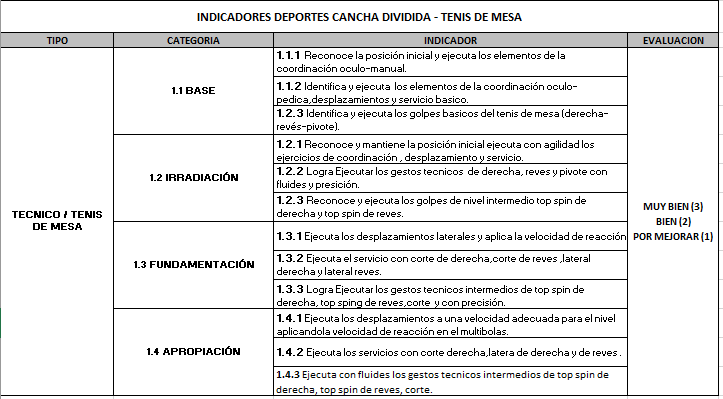 INDICADORES DEPORTES CANCHA DIVIDIDA - TENIS DE MESA
TIPO CATEGORIA INDICADOR EVALUACION
TECNICO / TENIS
DE MESA
1.1 BASE
1.1.1 Reconoce la posición inicial y ejecuta los elementos de la
coordinación oculo-manual.
1.1.2 Identifica y ejecuta los elementos de la coordinación oculo-
pedica,desplazamientos y servicio basico.
1.2.3 Identifica y ejecuta los golpes basicos del tenis de mesa (derecha-
revés-pivote).
1.2 IRRADIACIÓN
1.2.1 Reconoce y mantiene la posición inicial ejecuta con agilidad los
ejercicios de coordinación , desplazamiento y servicio.
1.2.2 Logra Ejecutar los gestos tecnicos de derecha, reves y pivote con
fluides y presición.
1.2.3 Reconoce y ejecuta los golpes de nivel intermedio top spin de
derecha y top spin de reves.
1.3 FUNDAMENTACIÓN
1.3.1 Ejecuta los desplazamientos laterales y aplica la velocidad de reacción
1.3.2 Ejecuta el servicio con corte de derecha,corte de reves ,lateral
derecha y lateral reves.
1.3.3 Logra Ejecutar los gestos tecnicos intermedios de top spin de
derecha, top sping de reves,corte y con precisión.
1.4 APROPIACIÓN
1.4.1 Ejecuta los desplazamientos a una velocidad adecuada para el nivel
aplicandola velocidad de reacción en el multibolas.
1.4.2 Ejecuta los servicios con corte derecha,latera de derecha y de reves .
1.4.3 Ejecuta con fluides los gestos tecnicos intermedios de top spin de
derecha, top spin de reves, corte.
MUY BIEN (3)
BIEN (2)
POR MEJORAR (1)